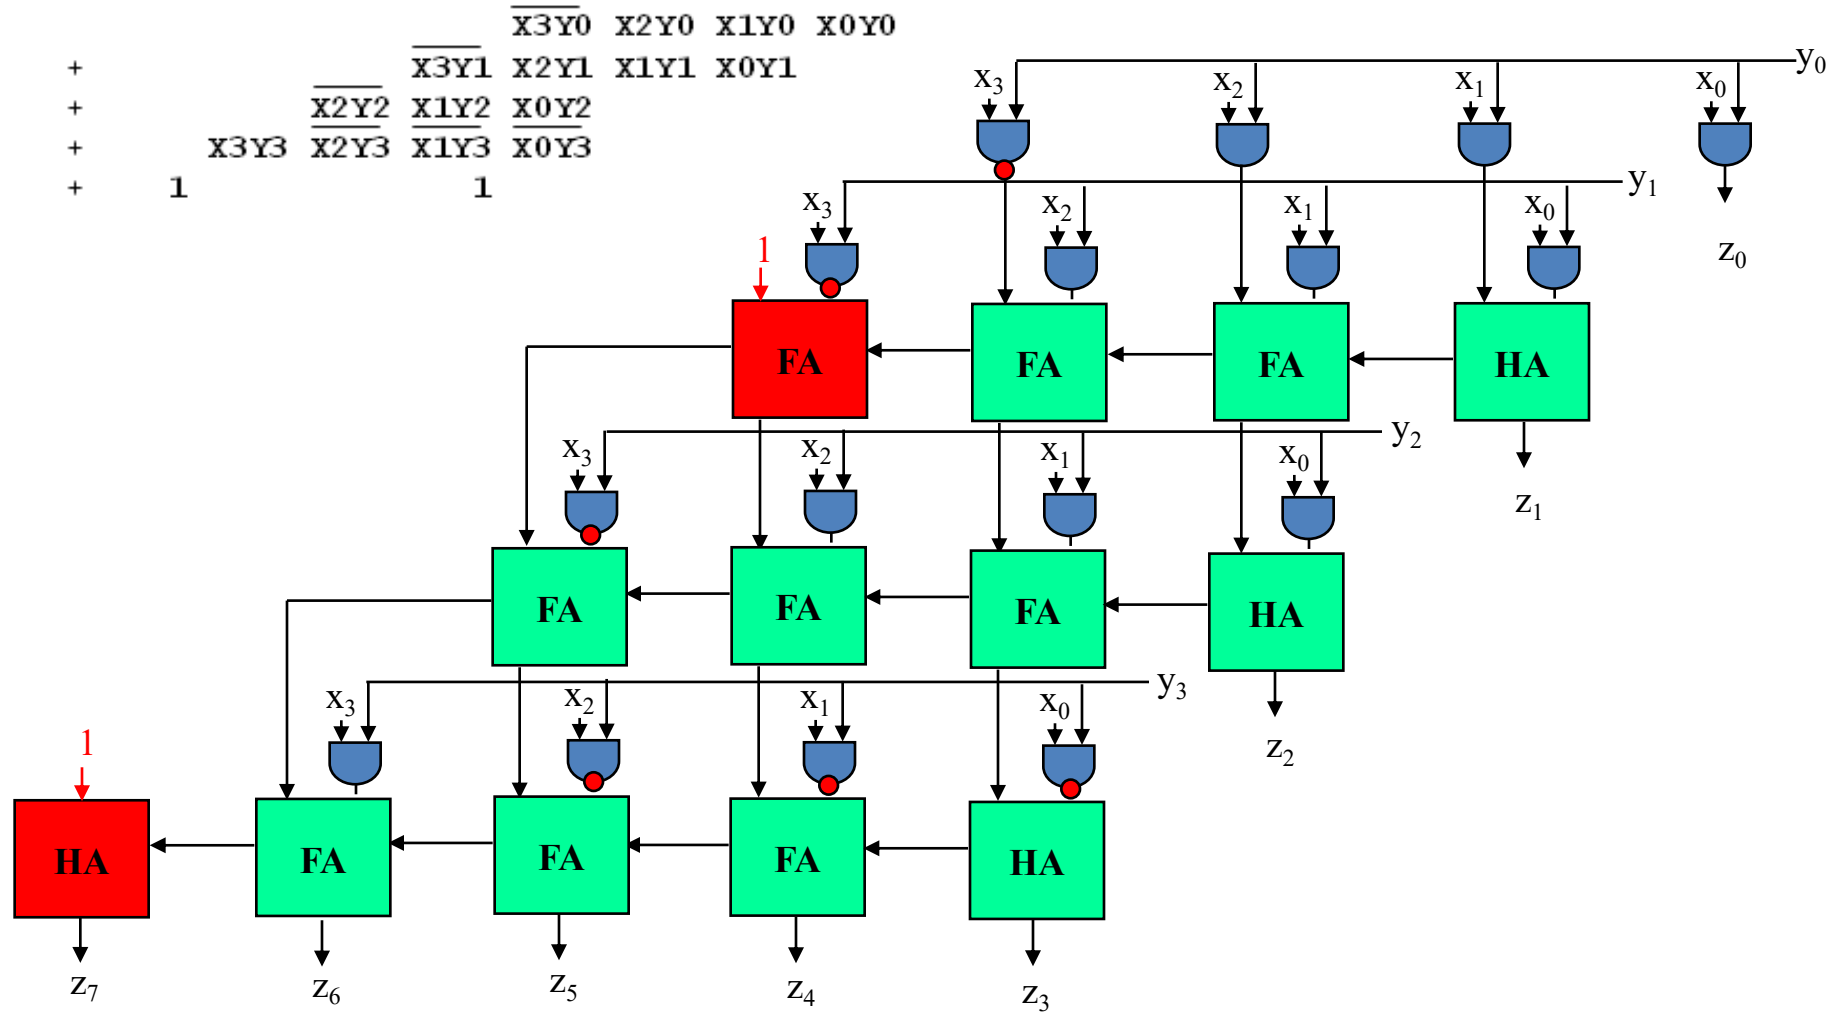 X3Y0 X2Y0 X1Y0 X0Y0
+ X3Y1 X2Y1 X1Y1 X0Y1
+ X2Y2 X1Y2 X0Y2
+ X3Y3 X2Y3 X1Y3 X0Y3
+ 1 1
x3 x2 x1 x0 y0
x3 x2 x1 x0 y1
z0
1
FA FA FA HA
x3 x2 x1 x0 y2
z1
FA FA FA HA
x3 x2 x1 x0 y3
z2
1
HA FA FA FA HA
z7 z6 z5 z4 z3